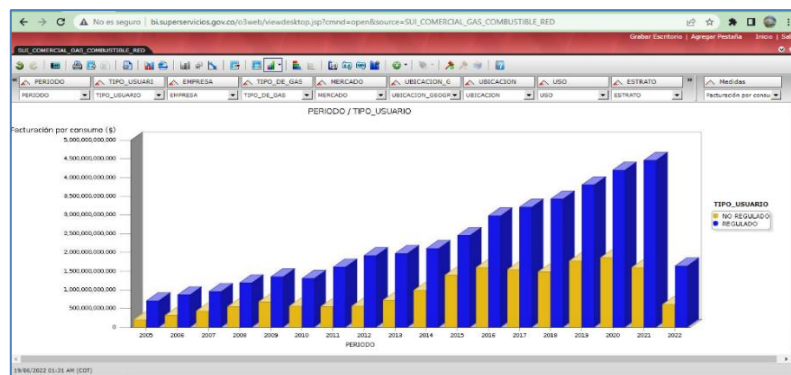 No es seguro | bi.superservicios.gov.co/o3web/viewdesktop.jsp?cmnd=open&source=SUI_COMERCIAL_GAS_COMBUSTIBLE_RED
Grabar Escritorio | Agregar Pestaña Inicio | Sal
SUI_COMERCIAL_GAS_COMBUSTIBLE_RED
PERIODO TIPO_USUARI EMPRESA TIPO_DE_GAS MERCADO UBICACION_G UBICACION USO ESTRATO Medidas
PERIODO TIPO_USUARIO EMPRESA TIPO_DE_GAS MERCADO UBICACION_GEOGR UBICACION USO ESTRATO Facturación por consu
PERIODO / TIPO_USUARIO
Facturación por consumo ($)
5,000,000,000,000
4,500,000,000,000
4,000,000,000,000
3,500,000,000,000
3,000,000,000,000
2,500,000,000,000
2,000,000,000,000
1,500,000,000,000
1,000,000,000,000
500,000,000,000
0
TIPO_USUARIO
NO REGULADO
REGULADO
2005 2006 2007 2008 2009 2010 2011 2012 2013 2014 2015 2016 2017 2018 2019 2020 2021 2022
PERIODO
19/06/2022 01:21 AM (COT)